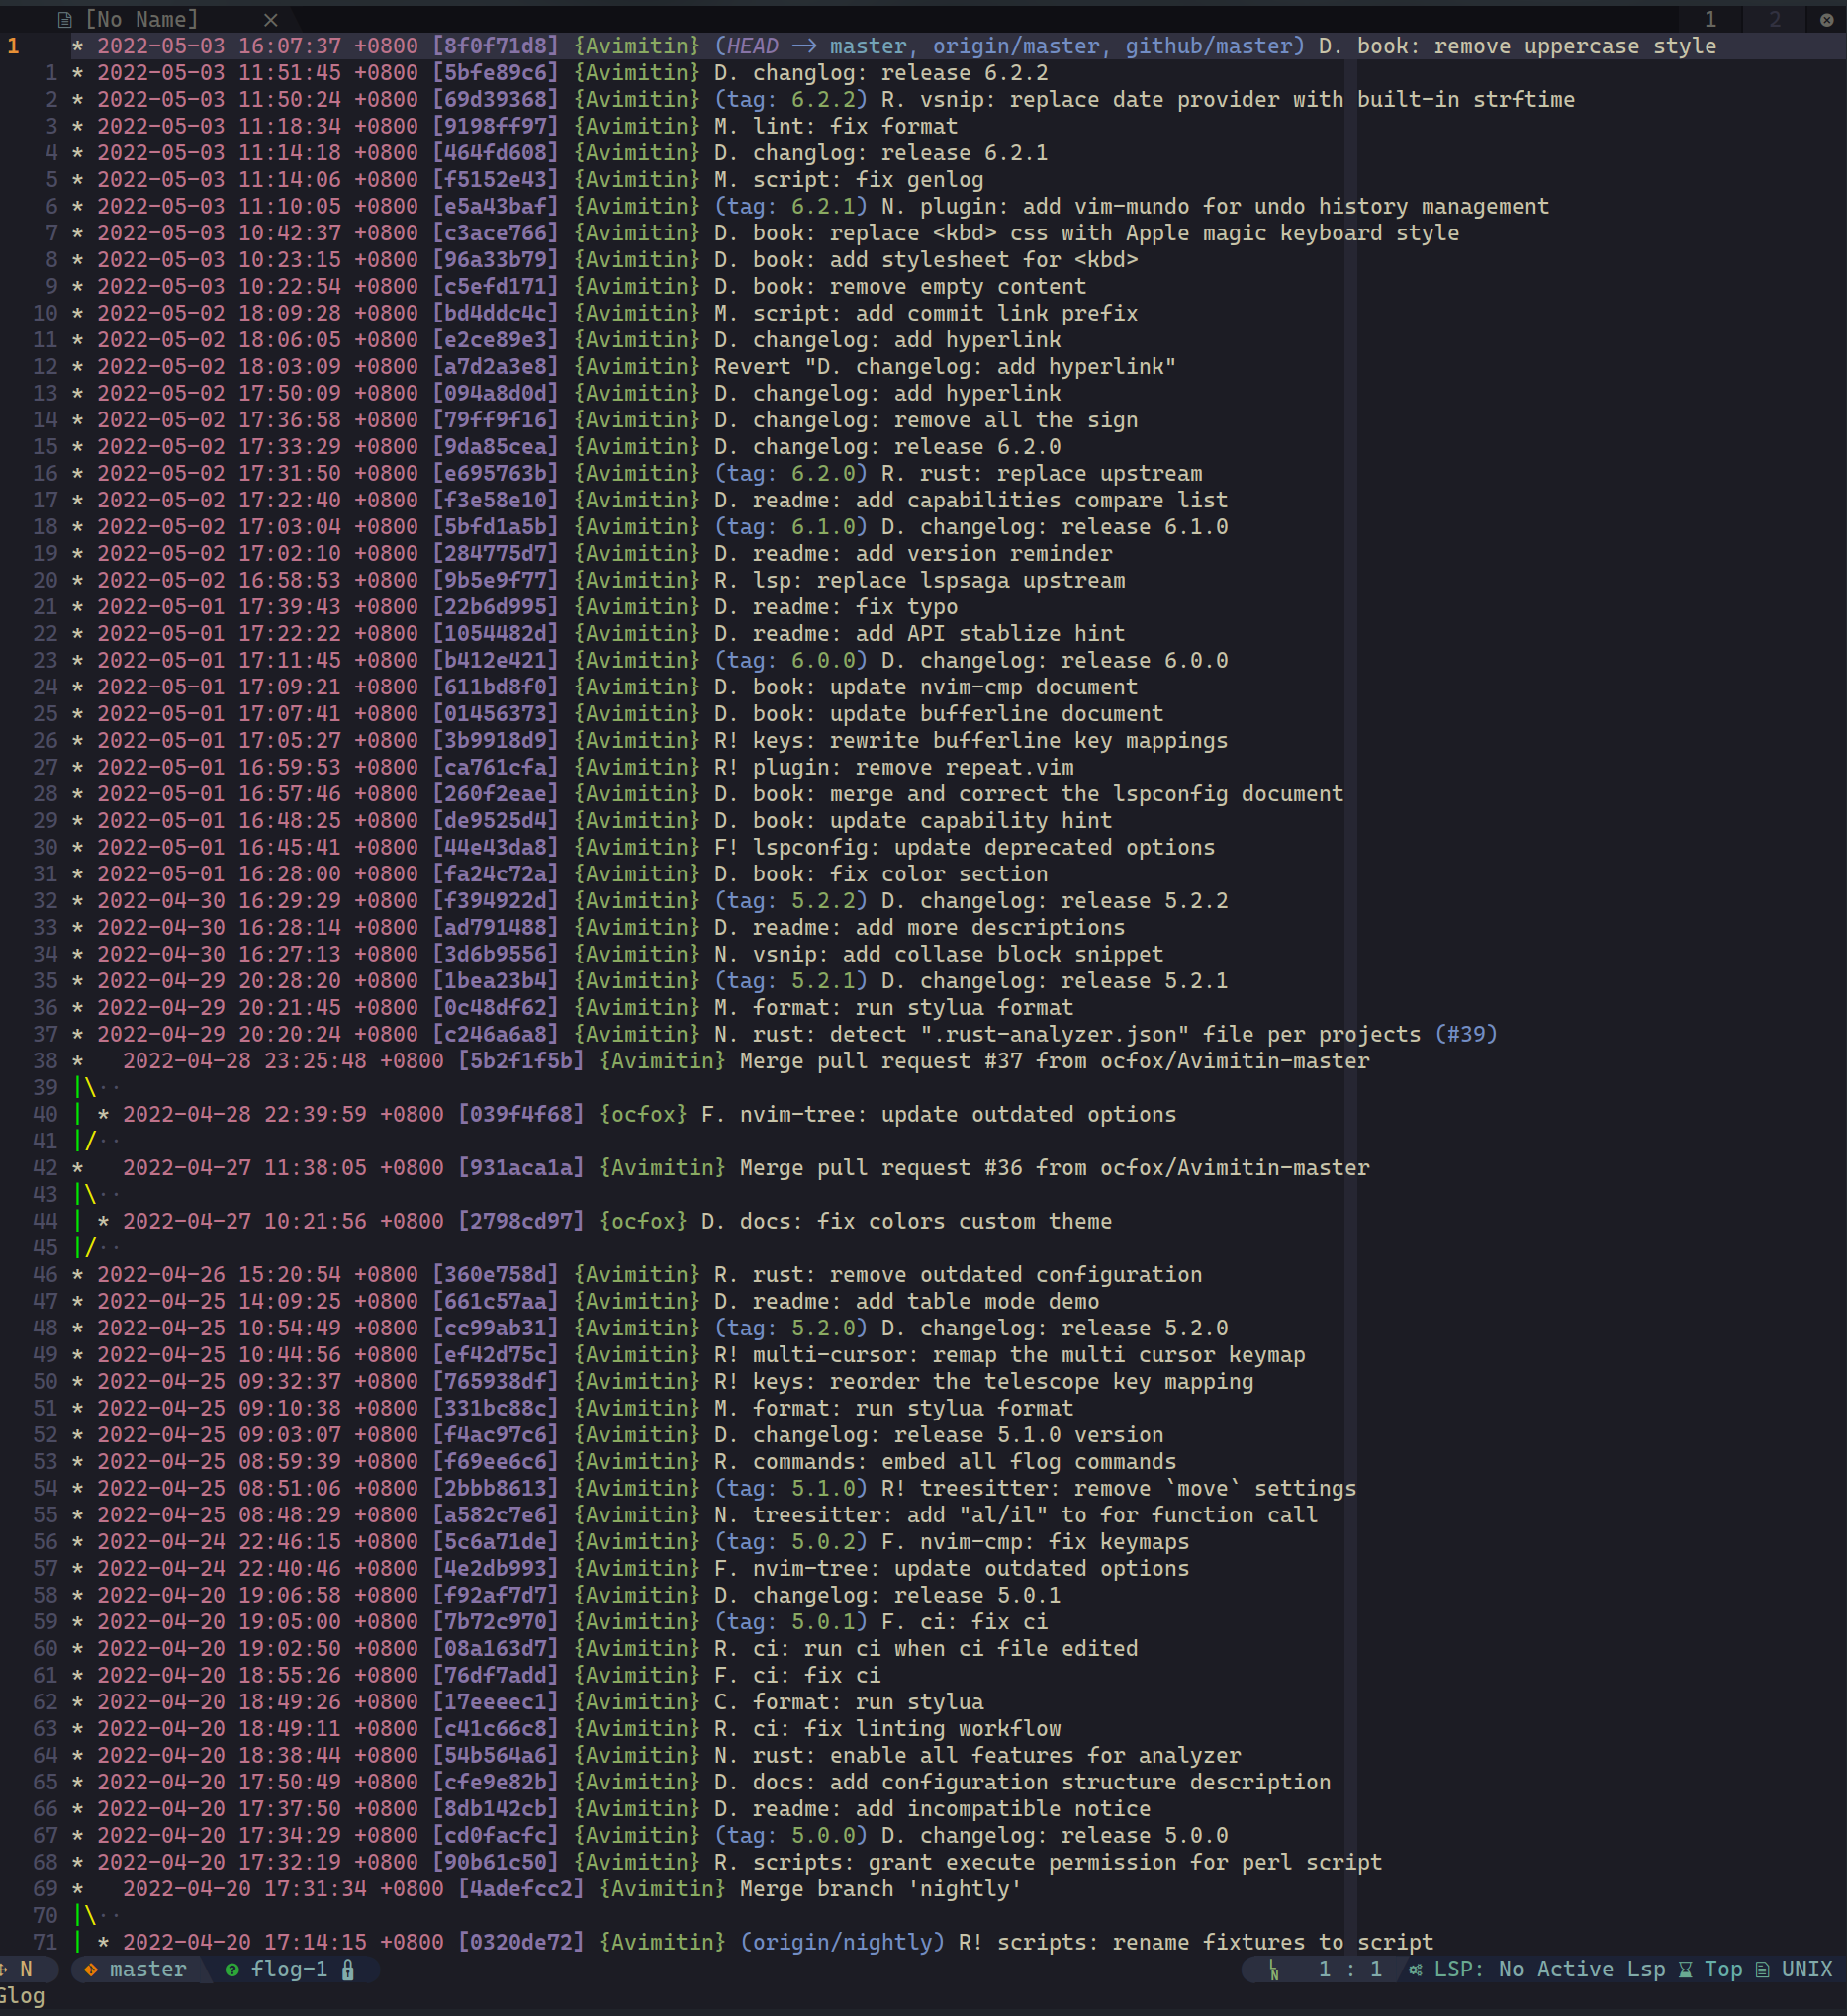 [No Name] × 1 2
1 * 2022-05-03 16:07:37 +0800 [8f0f71d8] {Avimitin} (HEAD -> master, origin/master, github/master) D. book: remove uppercase style
1 * 2022-05-03 11:51:45 +0800 [5bfe89c6] {Avimitin} D. changlog: release 6.2.2
2 * 2022-05-03 11:50:24 +0800 [69d39368] {Avimitin} (tag: 6.2.2) R. vsnip: replace date provider with built-in strftime
3 * 2022-05-03 11:18:34 +0800 [9198ff97] {Avimitin} M. lint: fix format
4 * 2022-05-03 11:14:18 +0800 [464fd608] {Avimitin} D. changlog: release 6.2.1
5 * 2022-05-03 11:14:06 +0800 [f5152e43] {Avimitin} M. script: fix genlog
6 * 2022-05-03 11:10:05 +0800 [e5a43baf] {Avimitin} (tag: 6.2.1) N. plugin: add vim-mundo for undo history management
7 * 2022-05-03 10:42:37 +0800 [c3ace766] {Avimitin} D. book: replace <kbd> css with Apple magic keyboard style
8 * 2022-05-03 10:23:15 +0800 [96a33b79] {Avimitin} D. book: add stylesheet for <kbd>
9 * 2022-05-03 10:22:54 +0800 [c5efd171] {Avimitin} D. book: remove empty content
10 * 2022-05-02 18:09:28 +0800 [bd4ddc4c] {Avimitin} M. script: add commit link prefix
11 * 2022-05-02 18:06:05 +0800 [e2ce89e3] {Avimitin} D. changelog: add hyperlink
12 * 2022-05-02 18:03:09 +0800 [a7d2a3e8] {Avimitin} Revert "D. changelog: add hyperlink"
13 * 2022-05-02 17:50:09 +0800 [094a8d0d] {Avimitin} D. changelog: add hyperlink
14 * 2022-05-02 17:36:58 +0800 [79ff9f16] {Avimitin} D. changelog: remove all the sign
15 * 2022-05-02 17:33:29 +0800 [9da85cea] {Avimitin} D. changelog: release 6.2.0
16 * 2022-05-02 17:31:50 +0800 [e695763b] {Avimitin} (tag: 6.2.0) R. rust: replace upstream
17 * 2022-05-02 17:22:40 +0800 [f3e58e10] {Avimitin} D. readme: add capabilities compare list
18 * 2022-05-02 17:03:04 +0800 [5bfd1a5b] {Avimitin} (tag: 6.1.0) D. changelog: release 6.1.0
19 * 2022-05-02 17:02:10 +0800 [284775d7] {Avimitin} D. readme: add version reminder
20 * 2022-05-02 16:58:53 +0800 [9b5e9f77] {Avimitin} R. lsp: replace lspsaga upstream
21 * 2022-05-01 17:39:43 +0800 [22b6d995] {Avimitin} D. readme: fix typo
22 * 2022-05-01 17:22:22 +0800 [1054482d] {Avimitin} D. readme: add API stablize hint
23 * 2022-05-01 17:11:45 +0800 [b412e421] {Avimitin} (tag: 6.0.0) D. changelog: release 6.0.0
24 * 2022-05-01 17:09:21 +0800 [611bd8f0] {Avimitin} D. book: update nvim-cmp document
25 * 2022-05-01 17:07:41 +0800 [01456373] {Avimitin} D. book: update bufferline document
26 * 2022-05-01 17:05:27 +0800 [3b9918d9] {Avimitin} R! keys: rewrite bufferline key mappings
27 * 2022-05-01 16:59:53 +0800 [ca761cfa] {Avimitin} R! plugin: remove repeat.vim
28 * 2022-05-01 16:57:46 +0800 [260f2eae] {Avimitin} D. book: merge and correct the lspconfig document
29 * 2022-05-01 16:48:25 +0800 [de9525d4] {Avimitin} D. book: update capability hint
30 * 2022-05-01 16:45:41 +0800 [44e43da8] {Avimitin} F! lspconfig: update deprecated options
31 * 2022-05-01 16:28:00 +0800 [fa24c72a] {Avimitin} D. book: fix color section
32 * 2022-04-30 16:29:29 +0800 [f394922d] {Avimitin} (tag: 5.2.2) D. changelog: release 5.2.2
33 * 2022-04-30 16:28:14 +0800 [ad791488] {Avimitin} D. readme: add more descriptions
34 * 2022-04-30 16:27:13 +0800 [3d6b9556] {Avimitin} N. vsnip: add collase block snippet
35 * 2022-04-29 20:28:20 +0800 [1bea23b4] {Avimitin} (tag: 5.2.1) D. changelog: release 5.2.1
36 * 2022-04-29 20:21:45 +0800 [0c48df62] {Avimitin} M. format: run stylua format
37 * 2022-04-29 20:20:24 +0800 [c246a6a8] {Avimitin} N. rust: detect ".rust-analyzer.json" file per projects (#39)
38 *   2022-04-28 23:25:48 +0800 [5b2f1f5b] {Avimitin} Merge pull request #37 from ocfox/Avimitin-master
39 |\··
40 | * 2022-04-28 22:39:59 +0800 [039f4f68] {ocfox} F. nvim-tree: update outdated options
41 |/··
42 *   2022-04-27 11:38:05 +0800 [931aca1a] {Avimitin} Merge pull request #36 from ocfox/Avimitin-master
43 |\··
44 | * 2022-04-27 10:21:56 +0800 [2798cd97] {ocfox} D. docs: fix colors custom theme
45 |/··
46 * 2022-04-26 15:20:54 +0800 [360e758d] {Avimitin} R. rust: remove outdated configuration
47 * 2022-04-25 14:09:25 +0800 [661c57aa] {Avimitin} D. readme: add table mode demo
48 * 2022-04-25 10:54:49 +0800 [cc99ab31] {Avimitin} (tag: 5.2.0) D. changelog: release 5.2.0
49 * 2022-04-25 10:44:56 +0800 [ef42d75c] {Avimitin} R! multi-cursor: remap the multi cursor keymap
50 * 2022-04-25 09:32:37 +0800 [765938df] {Avimitin} R! keys: reorder the telescope key mapping
51 * 2022-04-25 09:10:38 +0800 [331bc88c] {Avimitin} M. format: run stylua format
52 * 2022-04-25 09:03:07 +0800 [f4ac97c6] {Avimitin} D. changelog: release 5.1.0 version
53 * 2022-04-25 08:59:39 +0800 [f69ee6c6] {Avimitin} R. commands: embed all flog commands
54 * 2022-04-25 08:51:06 +0800 [2bbb8613] {Avimitin} (tag: 5.1.0) R! treesitter: remove `move` settings
55 * 2022-04-25 08:48:29 +0800 [a582c7e6] {Avimitin} N. treesitter: add "al/il" to for function call
56 * 2022-04-24 22:46:15 +0800 [5c6a71de] {Avimitin} (tag: 5.0.2) F. nvim-cmp: fix keymaps
57 * 2022-04-24 22:40:46 +0800 [4e2db993] {Avimitin} F. nvim-tree: update outdated options
58 * 2022-04-20 19:06:58 +0800 [f92af7d7] {Avimitin} D. changelog: release 5.0.1
59 * 2022-04-20 19:05:00 +0800 [7b72c970] {Avimitin} (tag: 5.0.1) F. ci: fix ci
60 * 2022-04-20 19:02:50 +0800 [08a163d7] {Avimitin} R. ci: run ci when ci file edited
61 * 2022-04-20 18:55:26 +0800 [76df7add] {Avimitin} F. ci: fix ci
62 * 2022-04-20 18:49:26 +0800 [17eeeec1] {Avimitin} C. format: run stylua
63 * 2022-04-20 18:49:11 +0800 [c41c66c8] {Avimitin} R. ci: fix linting workflow
64 * 2022-04-20 18:38:44 +0800 [54b564a6] {Avimitin} N. rust: enable all features for analyzer
65 * 2022-04-20 17:50:49 +0800 [cfe9e82b] {Avimitin} D. docs: add configuration structure description
66 * 2022-04-20 17:37:50 +0800 [8db142cb] {Avimitin} D. readme: add incompatible notice
67 * 2022-04-20 17:34:29 +0800 [cd0facfc] {Avimitin} (tag: 5.0.0) D. changelog: release 5.0.0
68 * 2022-04-20 17:32:19 +0800 [90b61c50] {Avimitin} R. scripts: grant execute permission for perl script
69 *   2022-04-20 17:31:34 +0800 [4adefcc2] {Avimitin} Merge branch 'nightly'
70 |\··
71 | * 2022-04-20 17:14:15 +0800 [0320de72] {Avimitin} (origin/nightly) R! scripts: rename fixtures to script
N master flog-1 LN 1 : 1 LSP: No Active Lsp Top UNIX
Glog